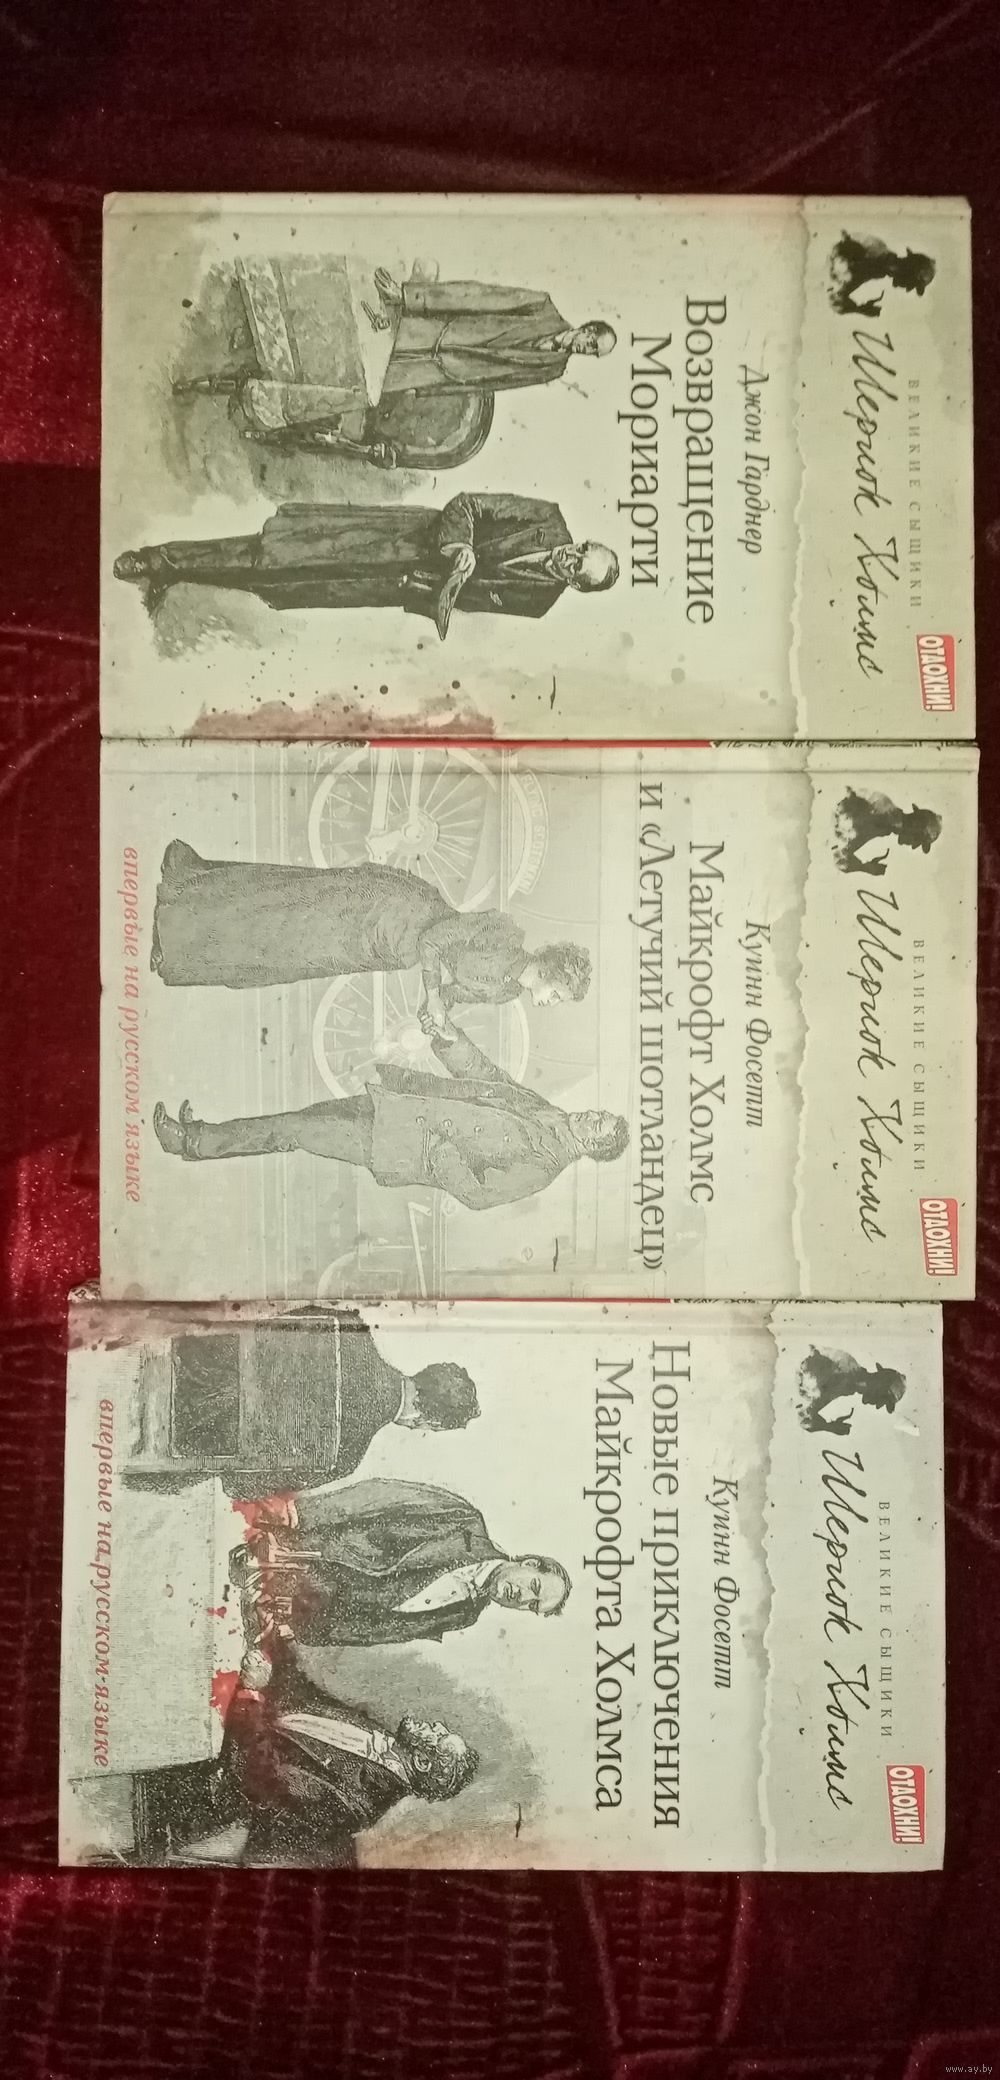 ВЕЛИКИЕ СЫЩИКИ
Шерлок Холмс
ОТДОХНИ!
Джон Гарднер
Возвращение
Мориарти
ВЕЛИКИЕ СЫЩИКИ
Шерлок Холмс
ОТДОХНИ!
Куинн Фосетт
Майкрофт Холмс
и «Летучий шотландец»
впервые на русском языке
ВЕЛИКИЕ СЫЩИКИ
Шерлок Холмс
ОТДОХНИ!
Куинн Фосетт
Новые приключения
Майкрофта Холмса
впервые на русском языке
www.ay.by